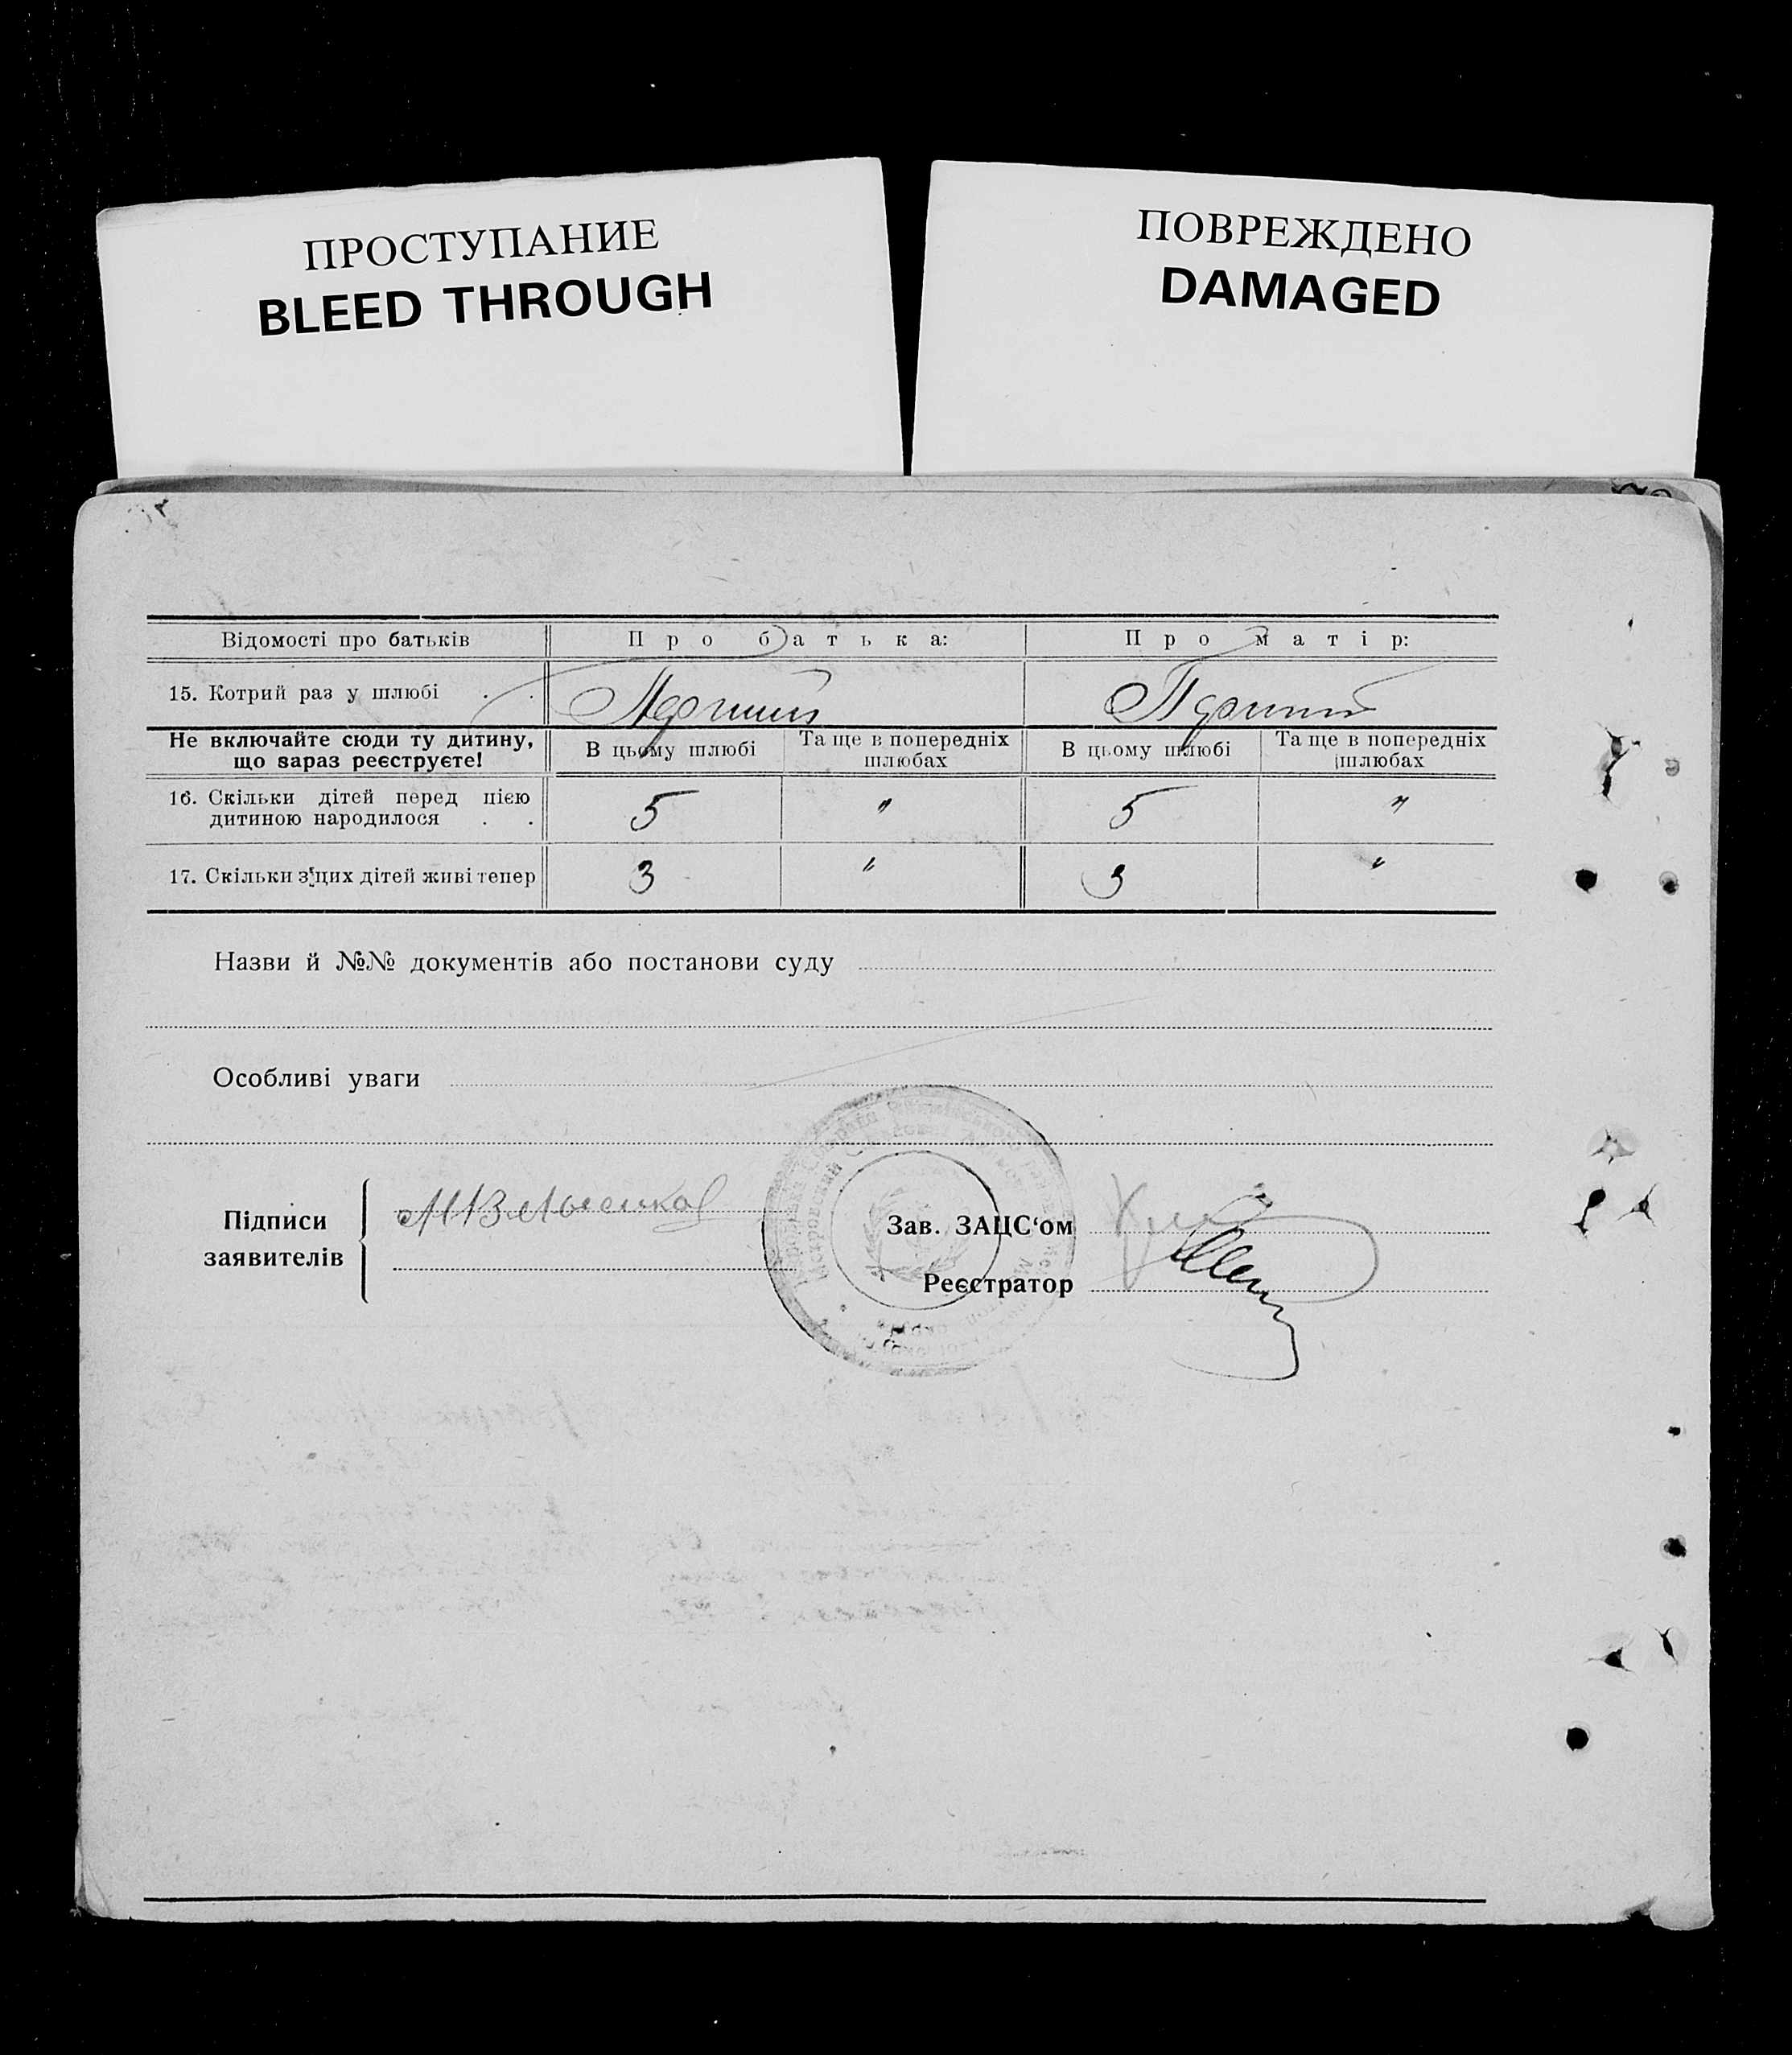 ПРОСТУПАНИЕ
BLEED THROUGH
ПОВРЕЖДЕНО
DAMAGED
Відомості про батьків
Про батька:
Про матір:
15. Котрий раз у шлюбі . .
Перший
Перший
Не включайте сюди ту дитину,
що зараз реєструєте!
В цьому шлюбі
Та ще в попередніх
шлюбах
В цьому шлюбі
Та ще в попередніх
шлюбах
16. Скільки дітей перед цією
дитиною народилося . .
5
"
5
"
17. Скільки з цих дітей живі тепер
3
"
3
"
Назви й №№ документів або постанови суду
Особливі уваги
Підписи
заявителів
Зав. ЗАЦС‘ом
Реєстратор